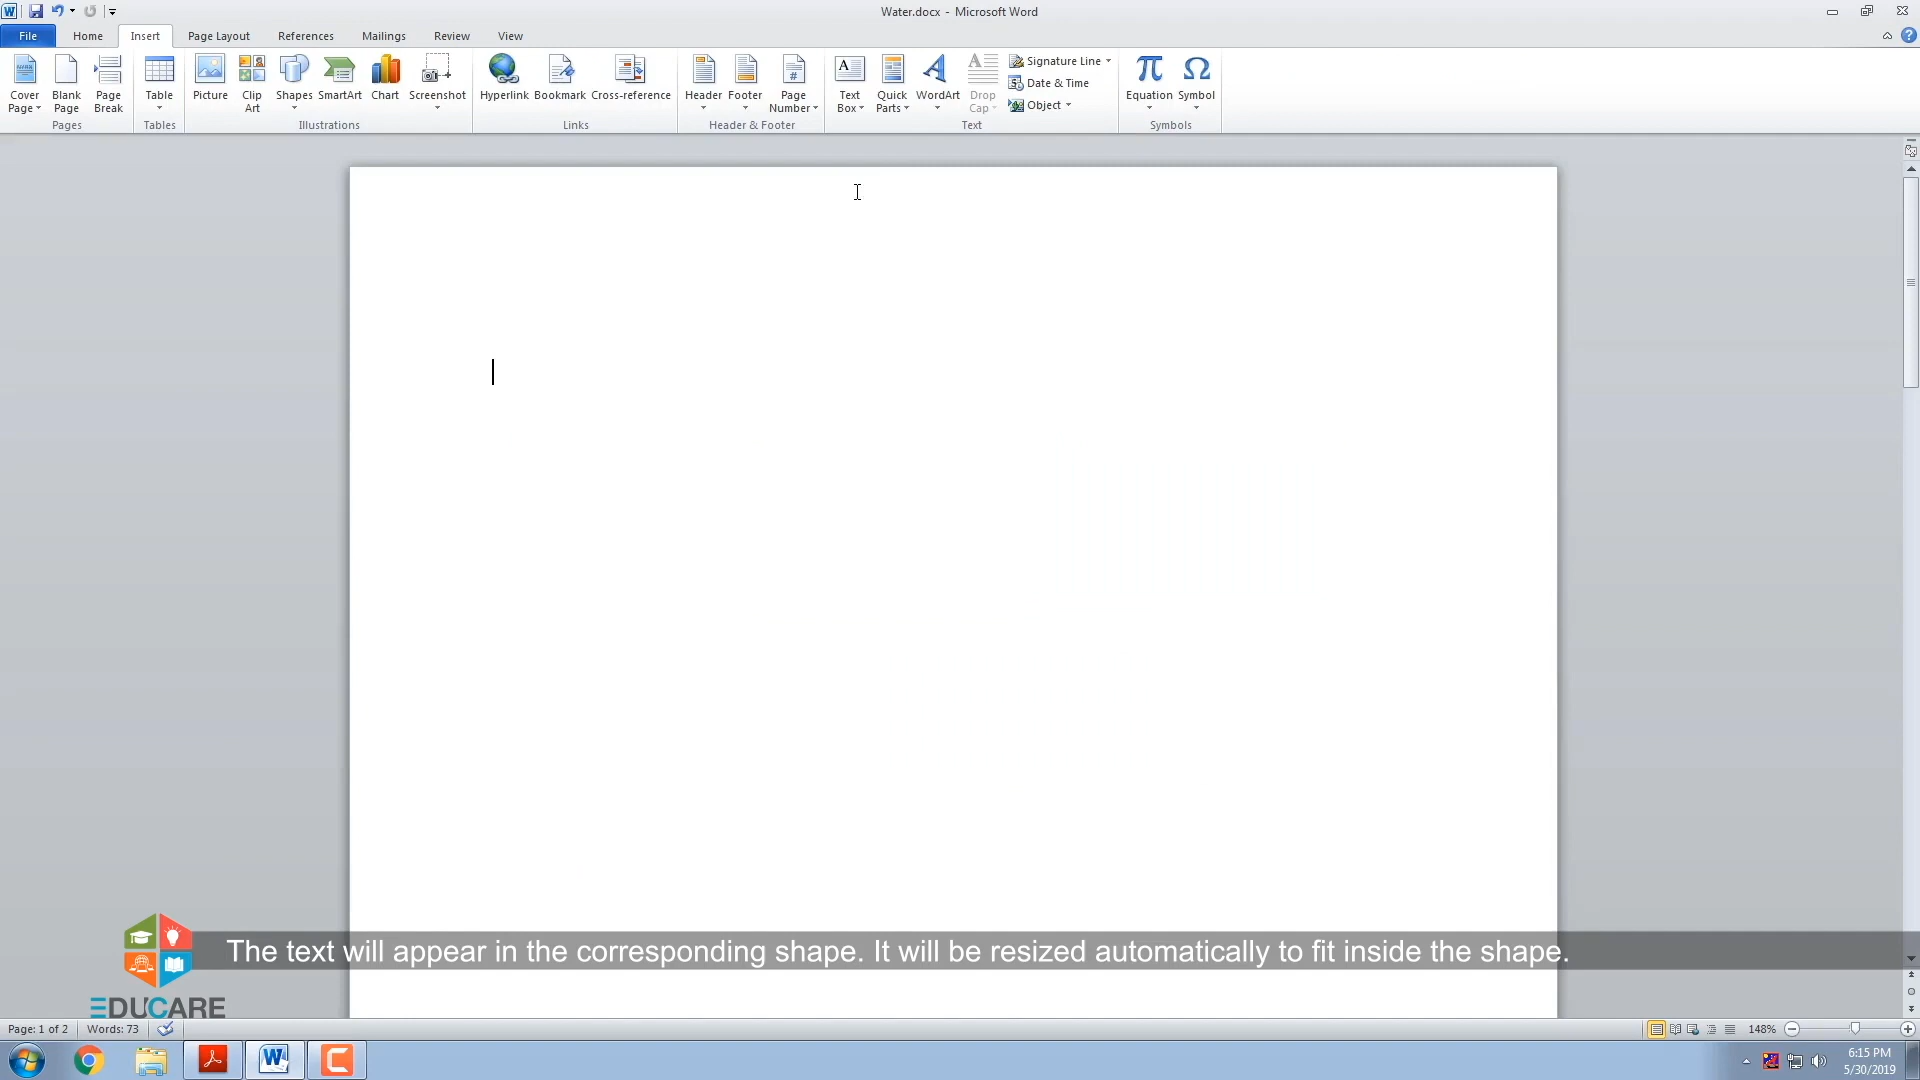 Water.docx - Microsoft Word
File Home Insert Page Layout References Mailings Review View
Cover Page
Blank Page
Page Break
Pages
Table
Tables
Picture
Clip Art
Shapes
SmartArt
Chart
Screenshot
Illustrations
Hyperlink
Bookmark
Cross-reference
Links
Header
Footer
Page Number
Header & Footer
Text Box
Quick Parts
WordArt
Drop Cap
Signature Line
Date & Time
Object
Text
Equation
Symbol
Symbols
The text will appear in the corresponding shape. It will be resized automatically to fit inside the shape.
EDUCARE
Page: 1 of 2 Words: 73
148%
6:15 PM
5/30/2019